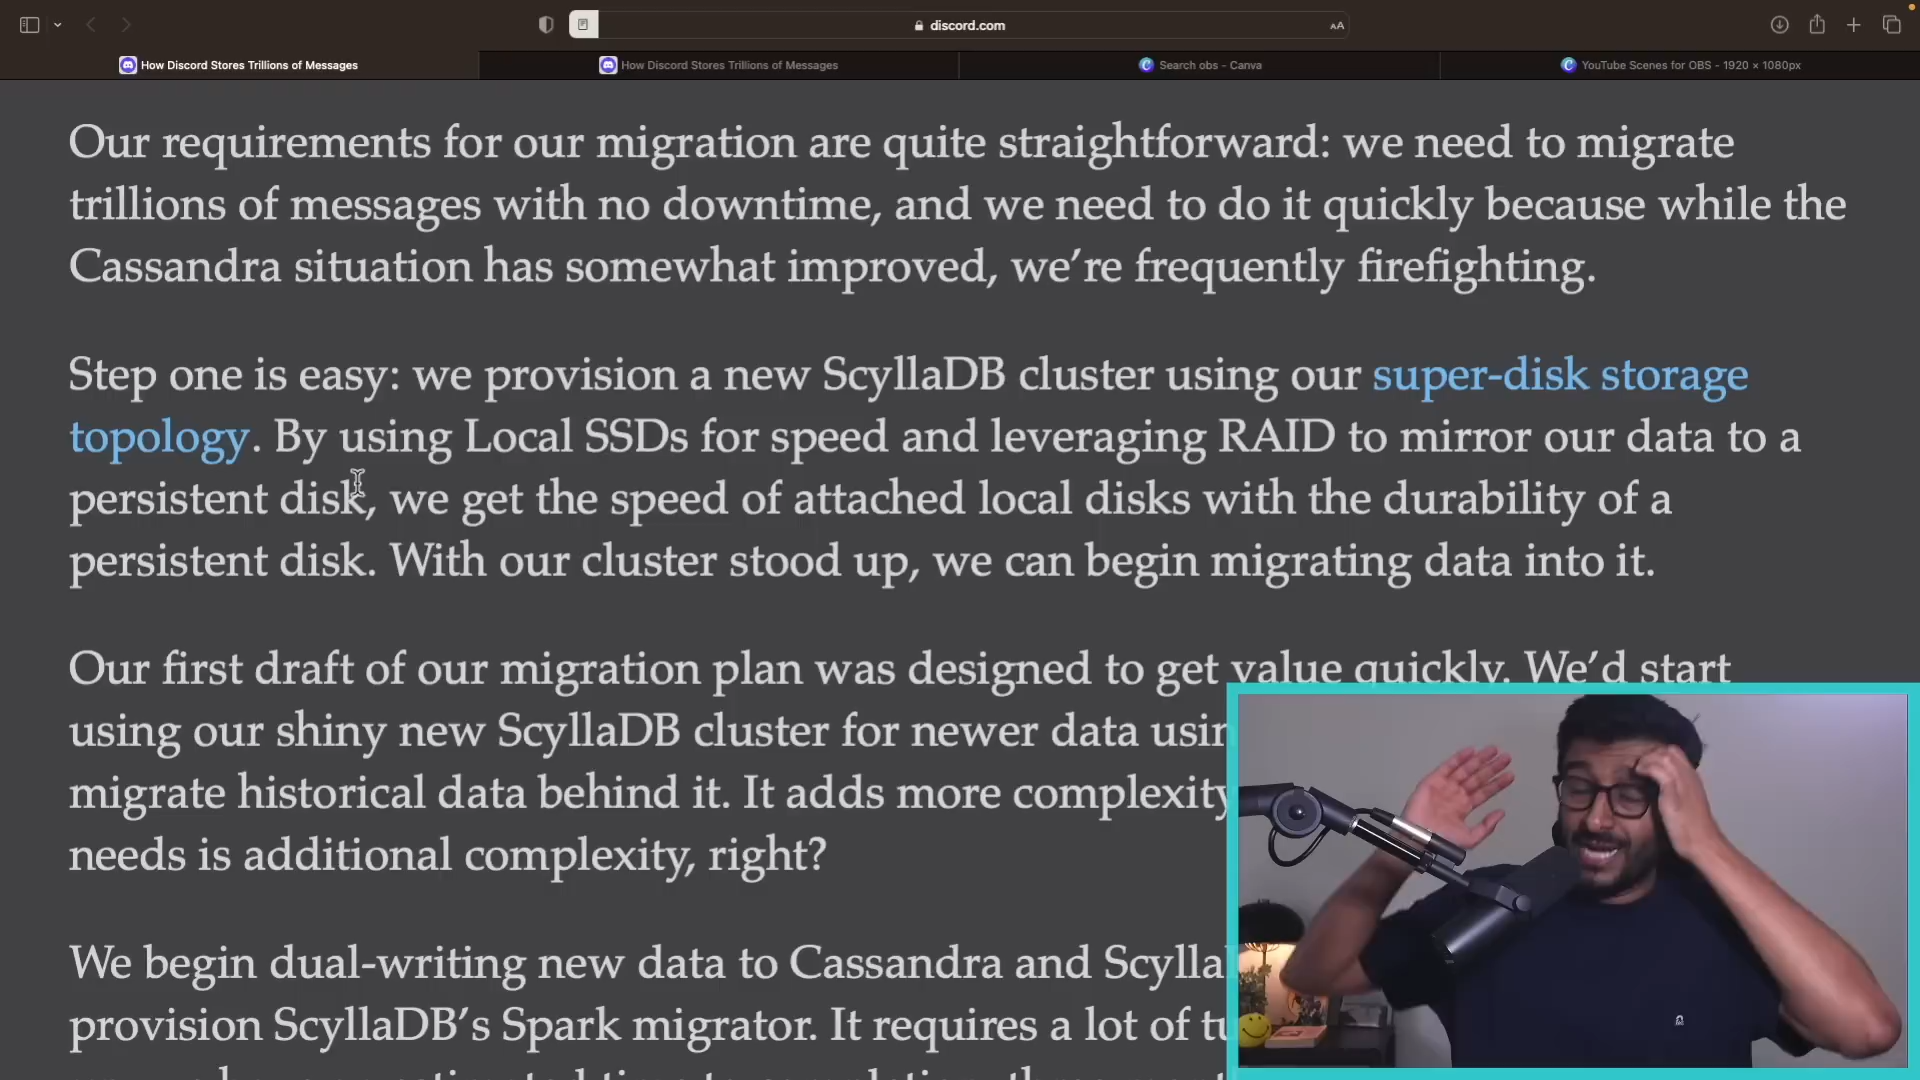 discord.com
How Discord Stores Trillions of Messages
How Discord Stores Trillions of Messages
Search obs – Canva
YouTube Scenes for OBS - 1920 × 1080px
Our requirements for our migration are quite straightforward: we need to migrate
trillions of messages with no downtime, and we need to do it quickly because while the
Cassandra situation has somewhat improved, we’re frequently firefighting.
Step one is easy: we provision a new ScyllaDB cluster using our super-disk storage
topology. By using Local SSDs for speed and leveraging RAID to mirror our data to a
persistent disk, we get the speed of attached local disks with the durability of a
persistent disk. With our cluster stood up, we can begin migrating data into it.
Our first draft of our migration plan was designed to get value quickly. We’d start
using our shiny new ScyllaDB cluster for newer data
migrate historical data behind it. It adds more complexity
needs is additional complexity, right?
We begin dual-writing new data to Cassandra and
provision ScyllaDB’s Spark migrator. It requires a lot of